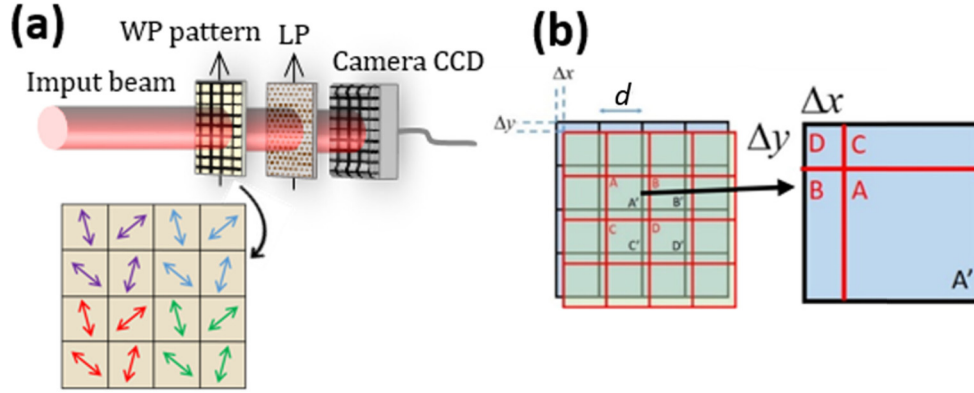 (a)
WP pattern
LP
Camera CCD
Imput beam
(b)
Δx
d
Δy
A
B
A'
B'
C
D
C'
D'
Δx
Δy
D
C
B
A
A'